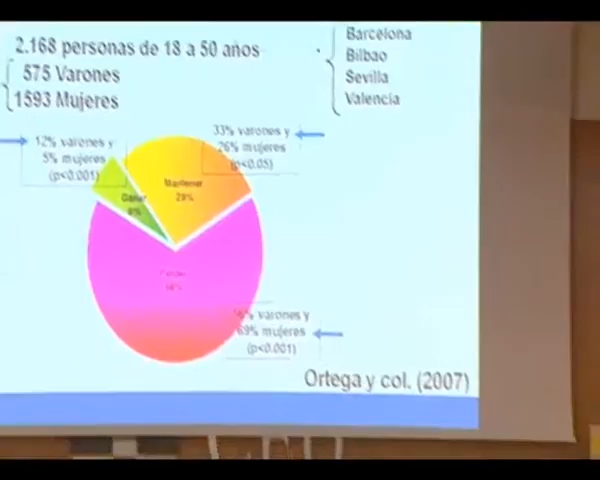 2.168 personas de 18 a 50 años
575 Varones
1593 Mujeres
Barcelona
Bilbao
Sevilla
Valencia
12% varones y
5% mujeres
(p<0.001)
33% varones y
26% mujeres
(p<0.05)
Mantener
varones y
69% mujeres
(p<0.001)
Ortega y col. (2007)